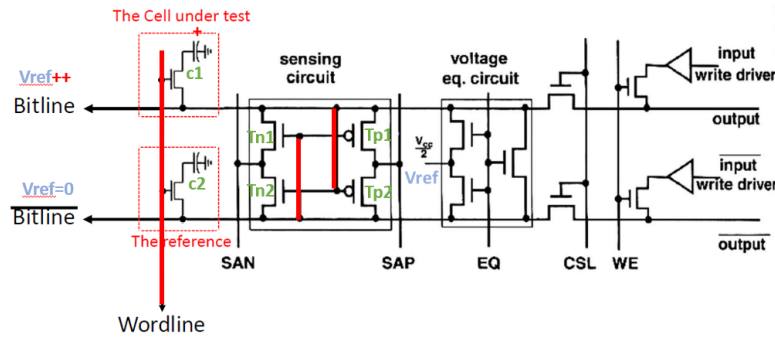 The Cell under test
+
c1
Vref++
Bitline
sensing
circuit
voltage
eq. circuit
input
write driver
output
Tn1
Tp1
Vcc
2
Vref
Tn2
Tp2
c2
Vref=0
Bitline
The reference
input
write driver
output
SAN
SAP
EQ
CSL
WE
Wordline